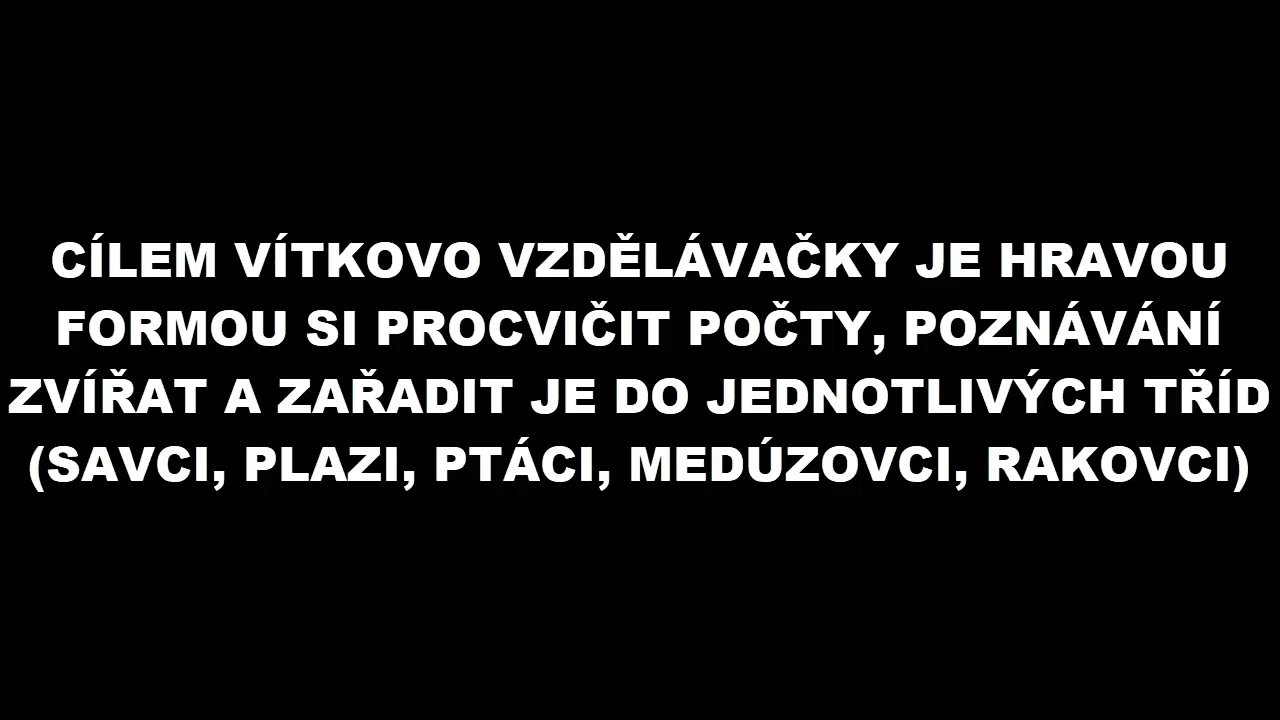 CÍLEM VÍTKOVO VZDĚLÁVAČKY JE HRAVOU
FORMOU SI PROCVIČIT POČTY, POZNÁVÁNÍ
ZVÍŘAT A ZAŘADIT JE DO JEDNOTLIVÝCH TŘÍD
(SAVCI, PLAZI, PTÁCI, MEDÚZOVCI, RAKOVCI)